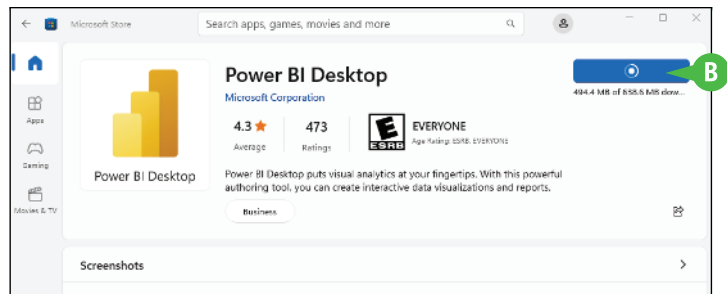 Microsoft Store
Search apps, games, movies and more
Power BI Desktop
Microsoft Corporation
494.4 MB of 638.6 MB dow...
B
4.3 ★ 473
Average Ratings
E
ESRB
EVERYONE
Age Rating: ESRB: EVERYONE
Apps
Gaming
Movies & TV
Power BI Desktop
Power BI Desktop puts visual analytics at your fingertips. With this powerful
authoring tool, you can create interactive data visualizations and reports.
Business
Screenshots